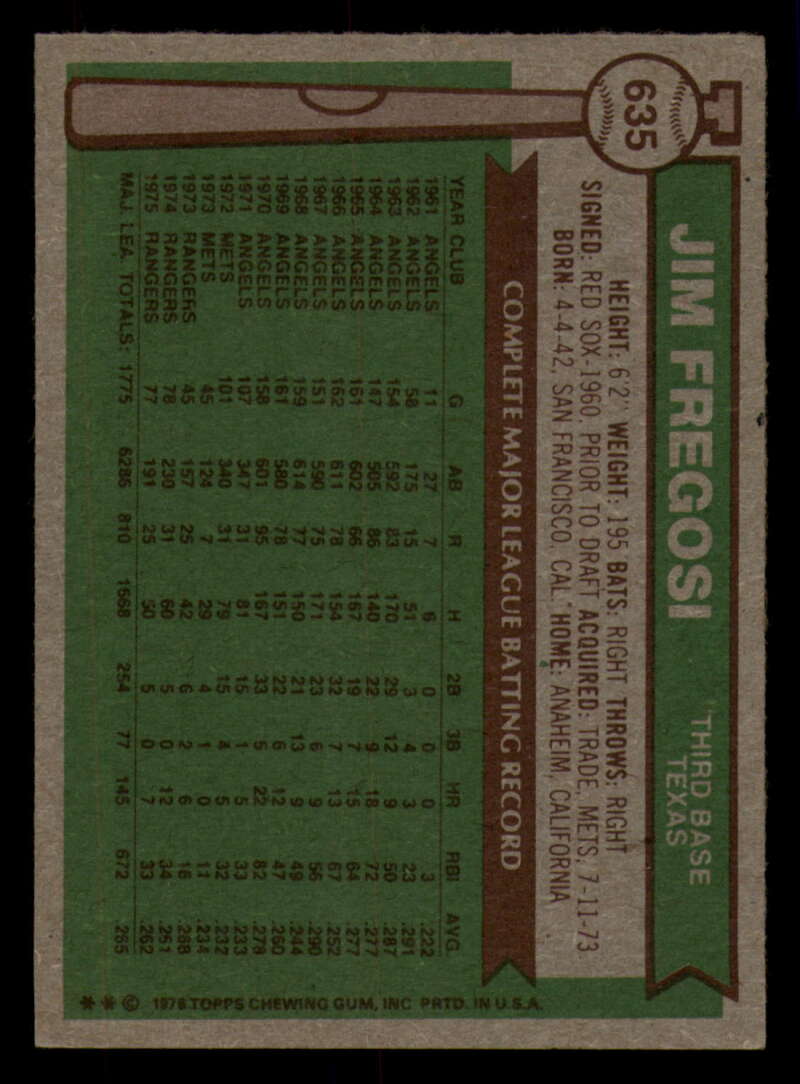 635
JIM FREGOSI
THIRD BASE
TEXAS
HEIGHT: 6'2" WEIGHT: 195 BATS: RIGHT THROWS: RIGHT
SIGNED: RED SOX-1960, PRIOR TO DRAFT ACQUIRED: TRADE, METS, 7-11-73
BORN: 4-4-42, SAN FRANCISCO, CAL. HOME: ANAHEIM, CALIFORNIA
COMPLETE MAJOR LEAGUE BATTING RECORD
YEAR CLUB G AB R H 2B 3B HR RBI AVG.
1961 ANGELS 11 27 7 6 0 0 0 3 .222
1962 ANGELS 58 175 15 51 3 4 3 23 .291
1963 ANGELS 154 592 83 170 29 12 9 50 .287
1964 ANGELS 147 505 86 140 22 9 18 72 .277
1965 ANGELS 161 602 66 167 19 7 15 64 .277
1966 ANGELS 162 611 78 154 32 7 13 67 .252
1967 ANGELS 151 590 75 171 23 6 9 56 .290
1968 ANGELS 159 614 77 150 21 13 9 49 .244
1969 ANGELS 161 580 78 151 22 6 12 47 .260
1970 ANGELS 158 601 95 167 33 5 22 82 .278
1971 ANGELS 107 347 31 81 15 1 5 33 .233
1972 METS 101 340 31 79 15 4 5 32 .232
1973 METS 45 124 7 29 4 1 0 11 .234
1973 RANGERS 45 157 25 42 6 2 6 16 .268
1974 RANGERS 78 230 31 60 5 0 12 34 .261
1975 RANGERS 77 191 25 50 5 0 7 33 .262
MAJ. LEA. TOTALS: 1775 6286 810 1668 254 77 145 672 .265
** © 1976 TOPPS CHEWING GUM, INC PRTD. IN U.S.A.